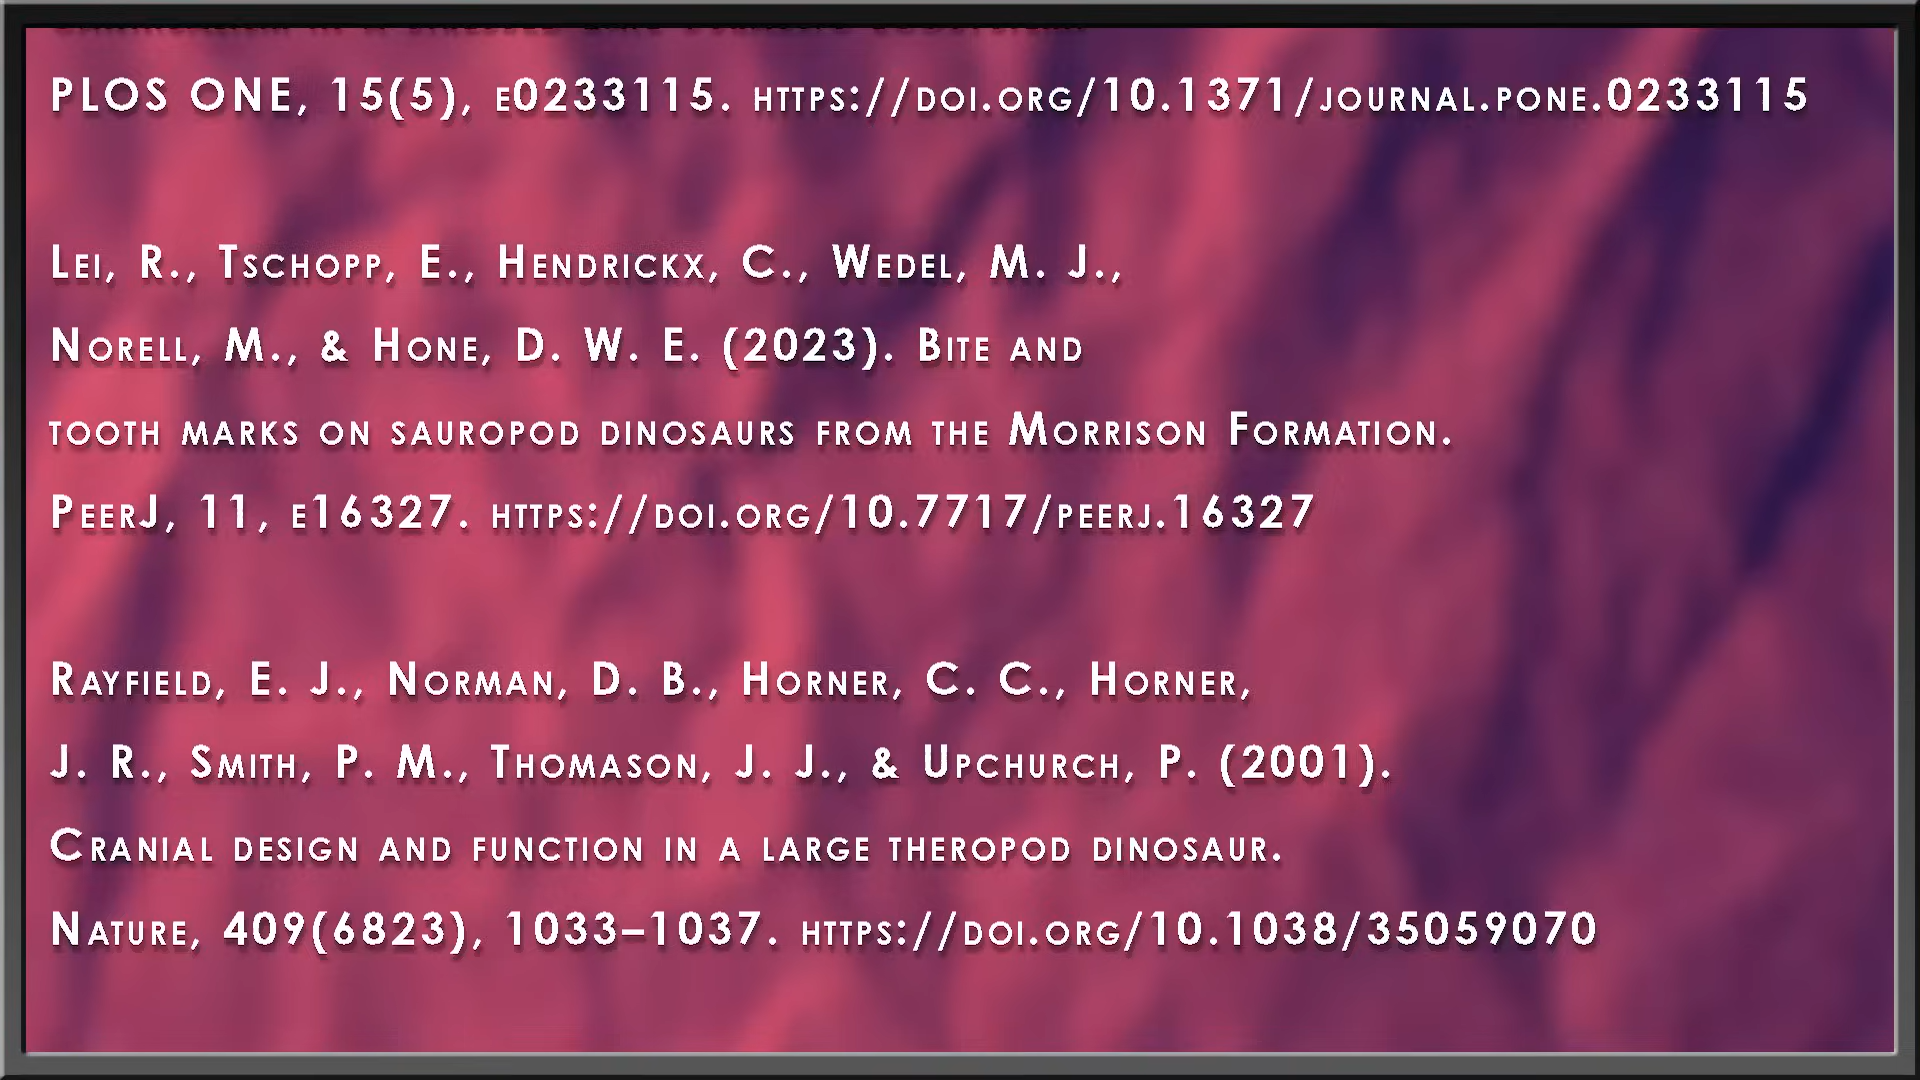 PLOS ONE, 15(5), e0233115. https://doi.org/10.1371/journal.pone.0233115
Lei, R., Tschopp, E., Hendrickx, C., Wedel, M. J.,
Norell, M., & Hone, D. W. E. (2023). Bite and
tooth marks on sauropod dinosaurs from the Morrison Formation.
PeerJ, 11, e16327. https://doi.org/10.7717/peerj.16327
Rayfield, E. J., Norman, D. B., Horner, C. C., Horner,
J. R., Smith, P. M., Thomason, J. J., & Upchurch, P. (2001).
Cranial design and function in a large theropod dinosaur.
Nature, 409(6823), 1033–1037. https://doi.org/10.1038/35059070